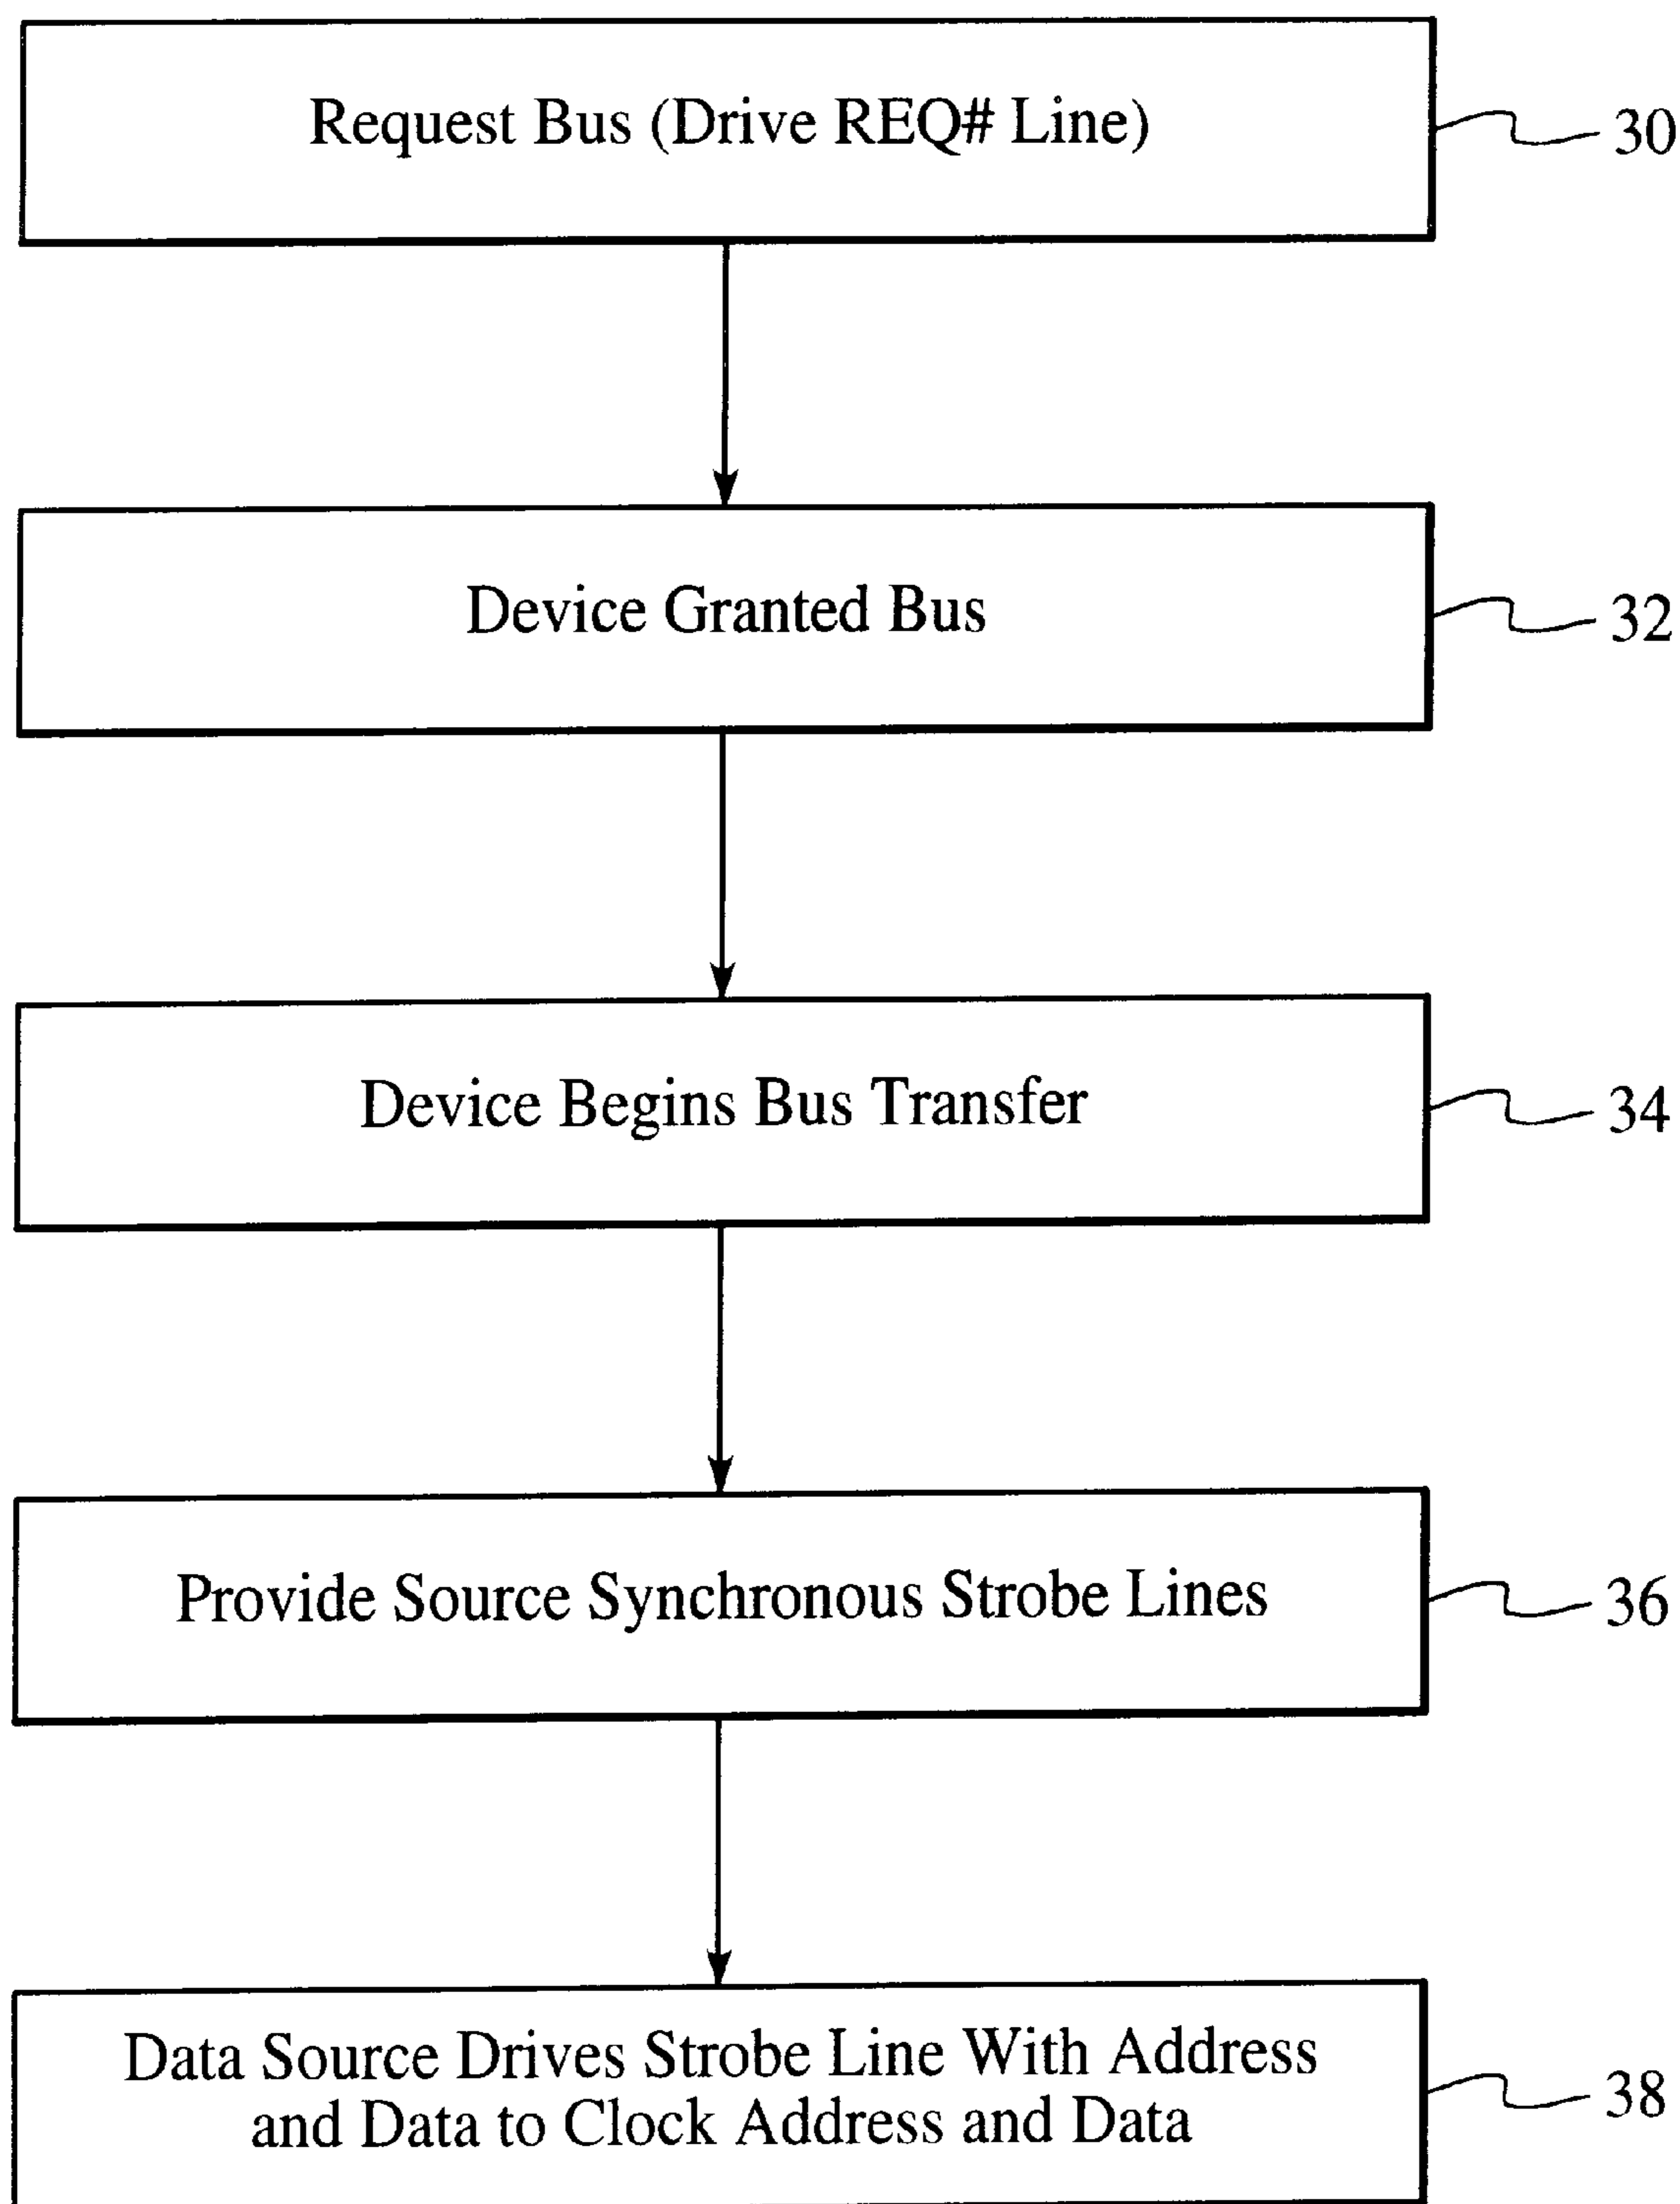 Request Bus (Drive REQ# Line)
30
Device Granted Bus
32
Device Begins Bus Transfer
34
Provide Source Synchronous Strobe Lines
36
Data Source Drives Strobe Line With Address
and Data to Clock Address and Data
38